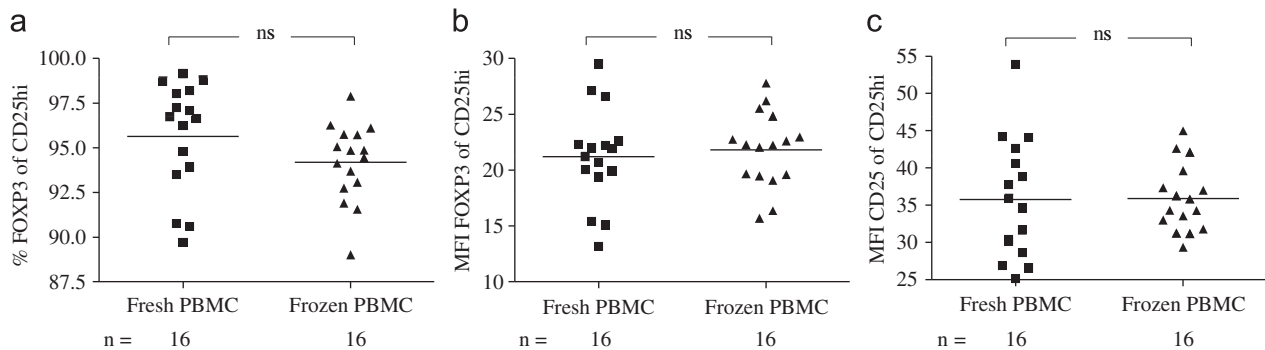 a
ns
% FOXP3 of CD25hi
100.0
97.5
95.0
92.5
90.0
87.5
Fresh PBMC Frozen PBMC
n = 16 16
b
ns
MFI FOXP3 of CD25hi
30
25
20
15
10
Fresh PBMC Frozen PBMC
n = 16 16
c
ns
MFI CD25 of CD25hi
55
50
45
40
35
30
25
Fresh PBMC Frozen PBMC
n = 16 16